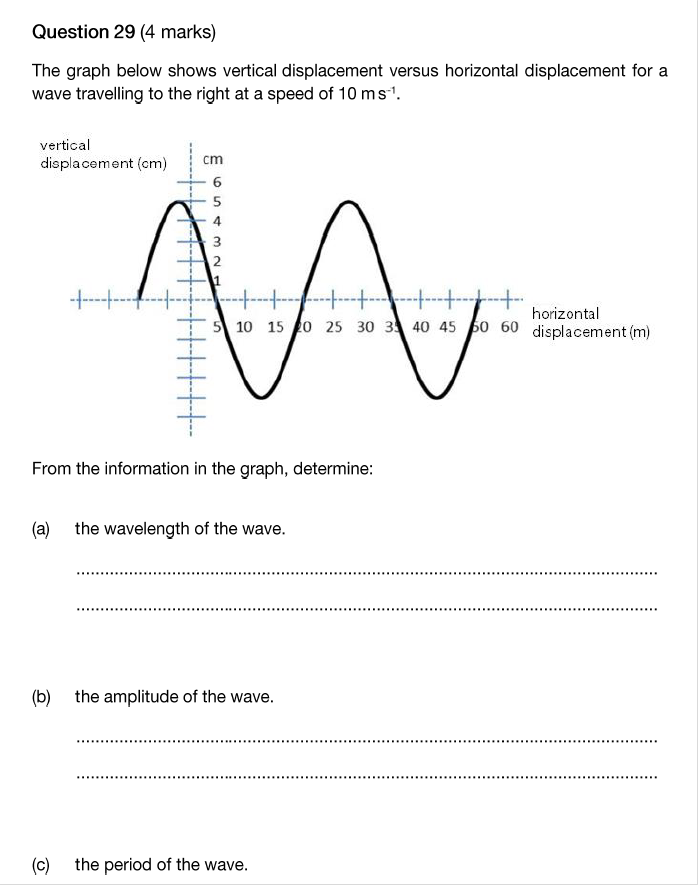 Question 29 (4 marks)
The graph below shows vertical displacement versus horizontal displacement for a
wave travelling to the right at a speed of 10 m s⁻¹.
vertical
displacement (cm)
cm
6
5
4
3
2
1
5 10 15 20 25 30 35 40 45 50 60
horizontal
displacement (m)
From the information in the graph, determine:
(a) the wavelength of the wave.
(b) the amplitude of the wave.
(c) the period of the wave.